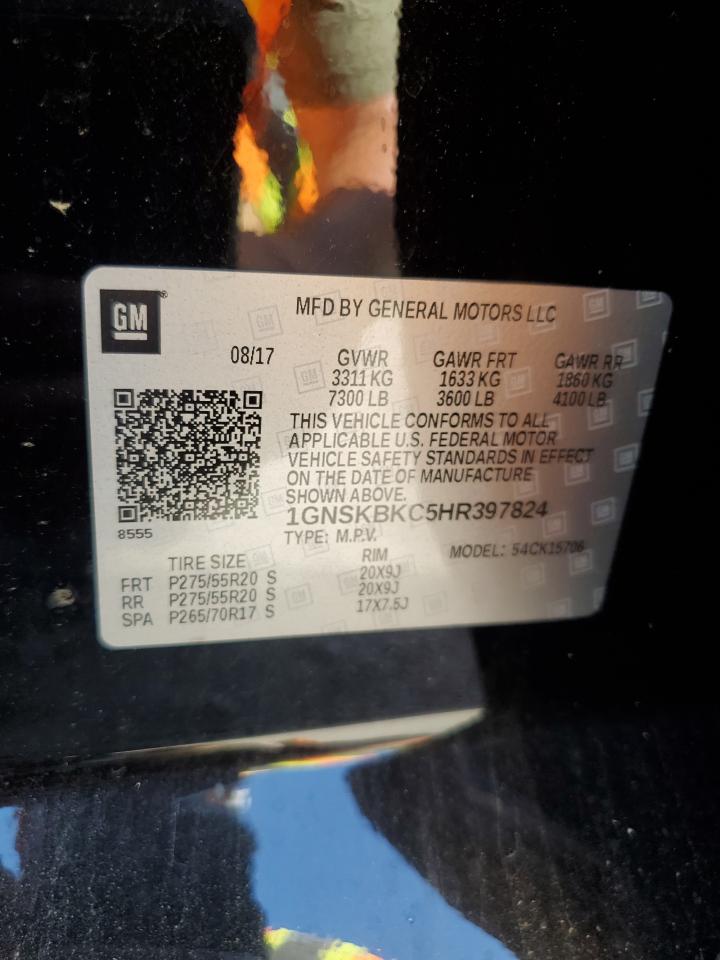 GM®
MFD BY GENERAL MOTORS LLC
08/17 GVWR GAWR FRT GAWR RR
3311 KG 1633 KG 1860 KG
7300 LB 3600 LB 4100 LB
THIS VEHICLE CONFORMS TO ALL
APPLICABLE U.S. FEDERAL MOTOR
VEHICLE SAFETY STANDARDS IN EFFECT
ON THE DATE OF MANUFACTURE
SHOWN ABOVE.
1GNSKBKC5HR397824
8555
TYPE: M.P.V. MODEL: 54CK15706
TIRE SIZE RIM
FRT P275/55R20 S 20X9J
RR P275/55R20 S 20X9J
SPA P265/70R17 S 17X7.5J